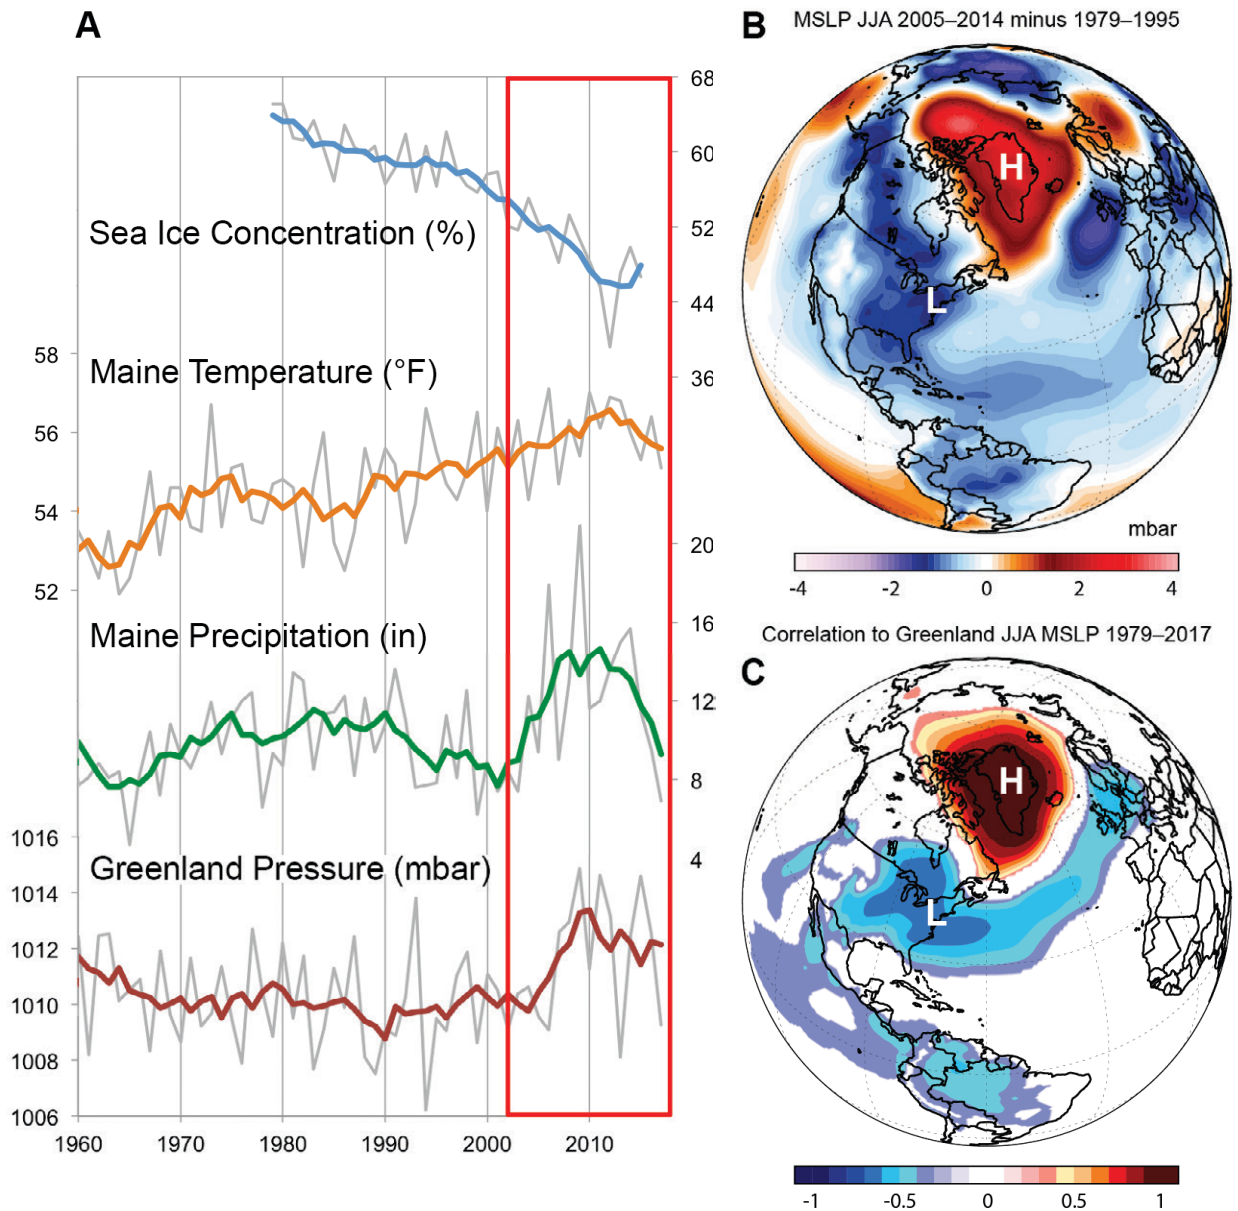 A
68
60
52
44
36
Sea Ice Concentration (%)
58
56
54
52
Maine Temperature (°F)
20
16
12
8
4
Maine Precipitation (in)
1016
1014
1012
1010
1008
1006
Greenland Pressure (mbar)
1960 1970 1980 1990 2000 2010
B
MSLP JJA 2005–2014 minus 1979–1995
H
L
mbar
-4 -2 0 2 4
Correlation to Greenland JJA MSLP 1979–2017
C
H
L
-1 -0.5 0 0.5 1